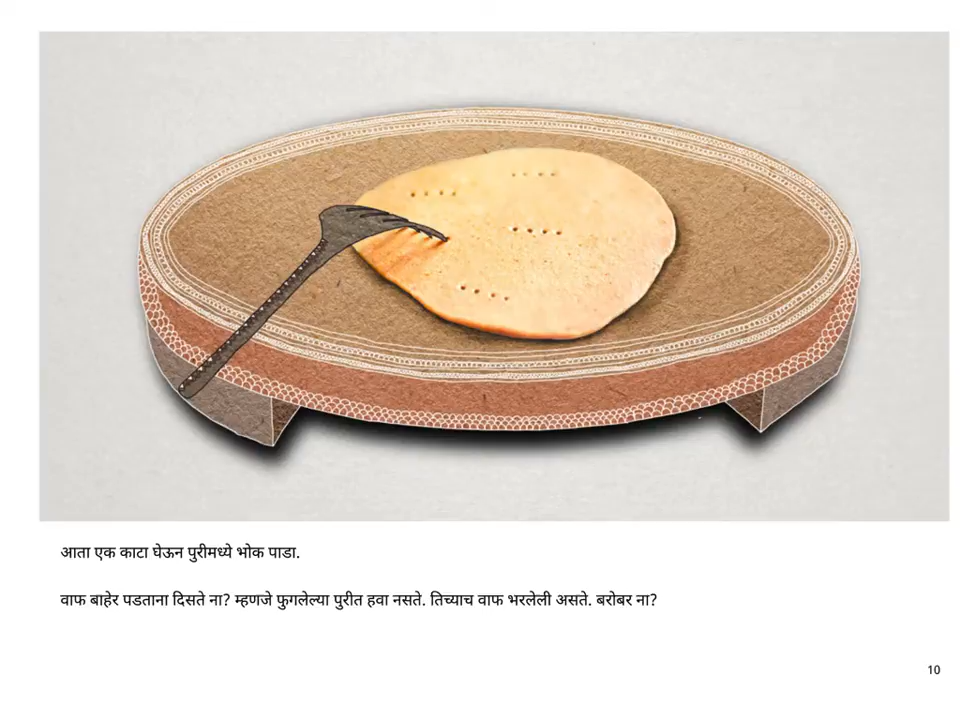 आता एक काटा घेऊन पुरीमध्ये भोक पाडा.
वाफ बाहेर पडताना दिसते ना? म्हणजे फुगलेल्या पुरीत हवा नसते. तिच्याच वाफ भरलेली असते. बरोबर ना?
10